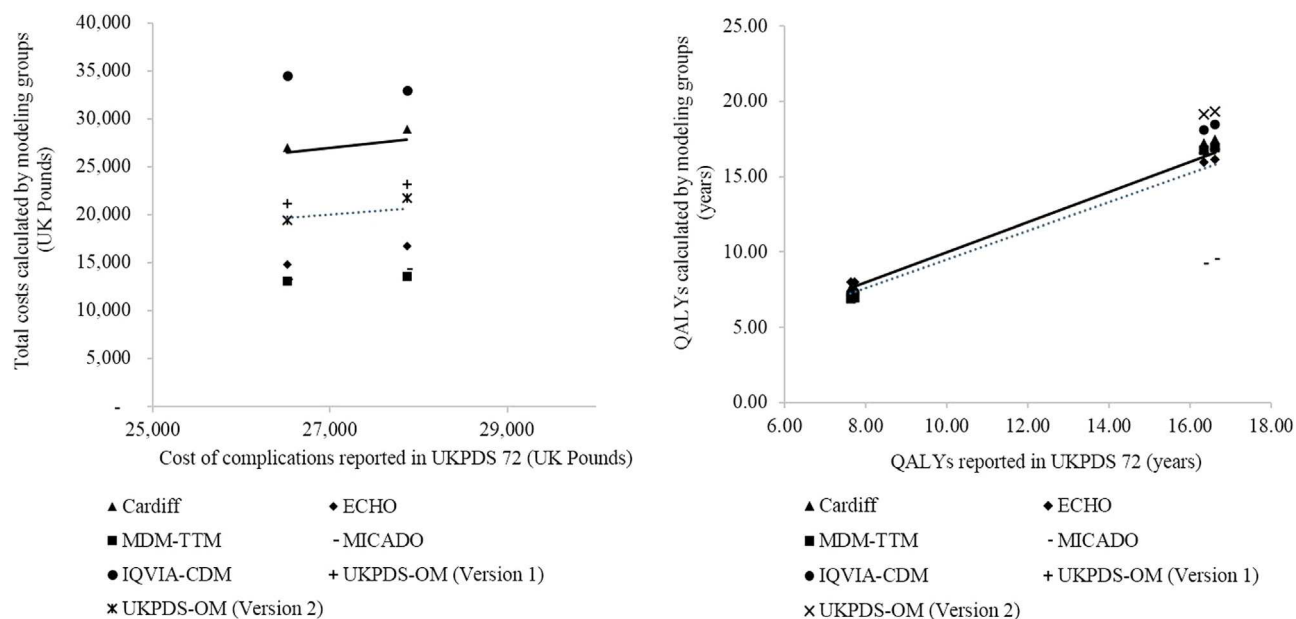 Total costs calculated by modeling groups
(UK Pounds)
40,000
35,000
30,000
25,000
20,000
15,000
10,000
5,000
-
25,000
27,000
29,000
Cost of complications reported in UKPDS 72 (UK Pounds)
Cardiff
ECHO
MDM-TTM
MICADO
IQVIA-CDM
UKPDS-OM (Version 1)
UKPDS-OM (Version 2)
QALYs calculated by modeling groups
(years)
25.00
20.00
15.00
10.00
5.00
0.00
6.00
8.00
10.00
12.00
14.00
16.00
18.00
QALYs reported in UKPDS 72 (years)
Cardiff
ECHO
MDM-TTM
MICADO
IQVIA-CDM
UKPDS-OM (Version 1)
UKPDS-OM (Version 2)